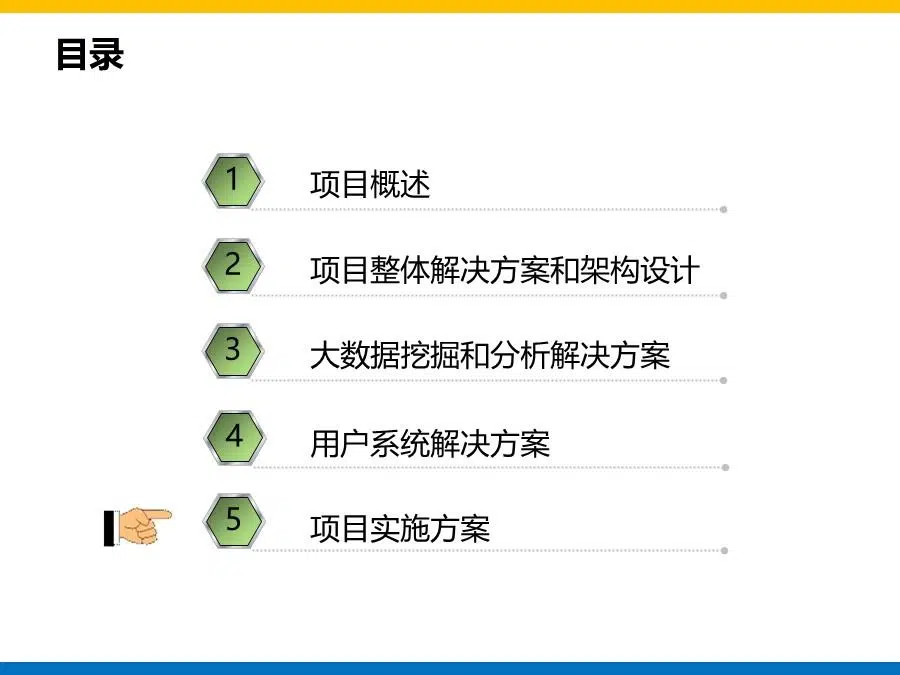 目录
1 项目概述
2 项目整体解决方案和架构设计
3 大数据挖掘和分析解决方案
4 用户系统解决方案
5 项目实施方案